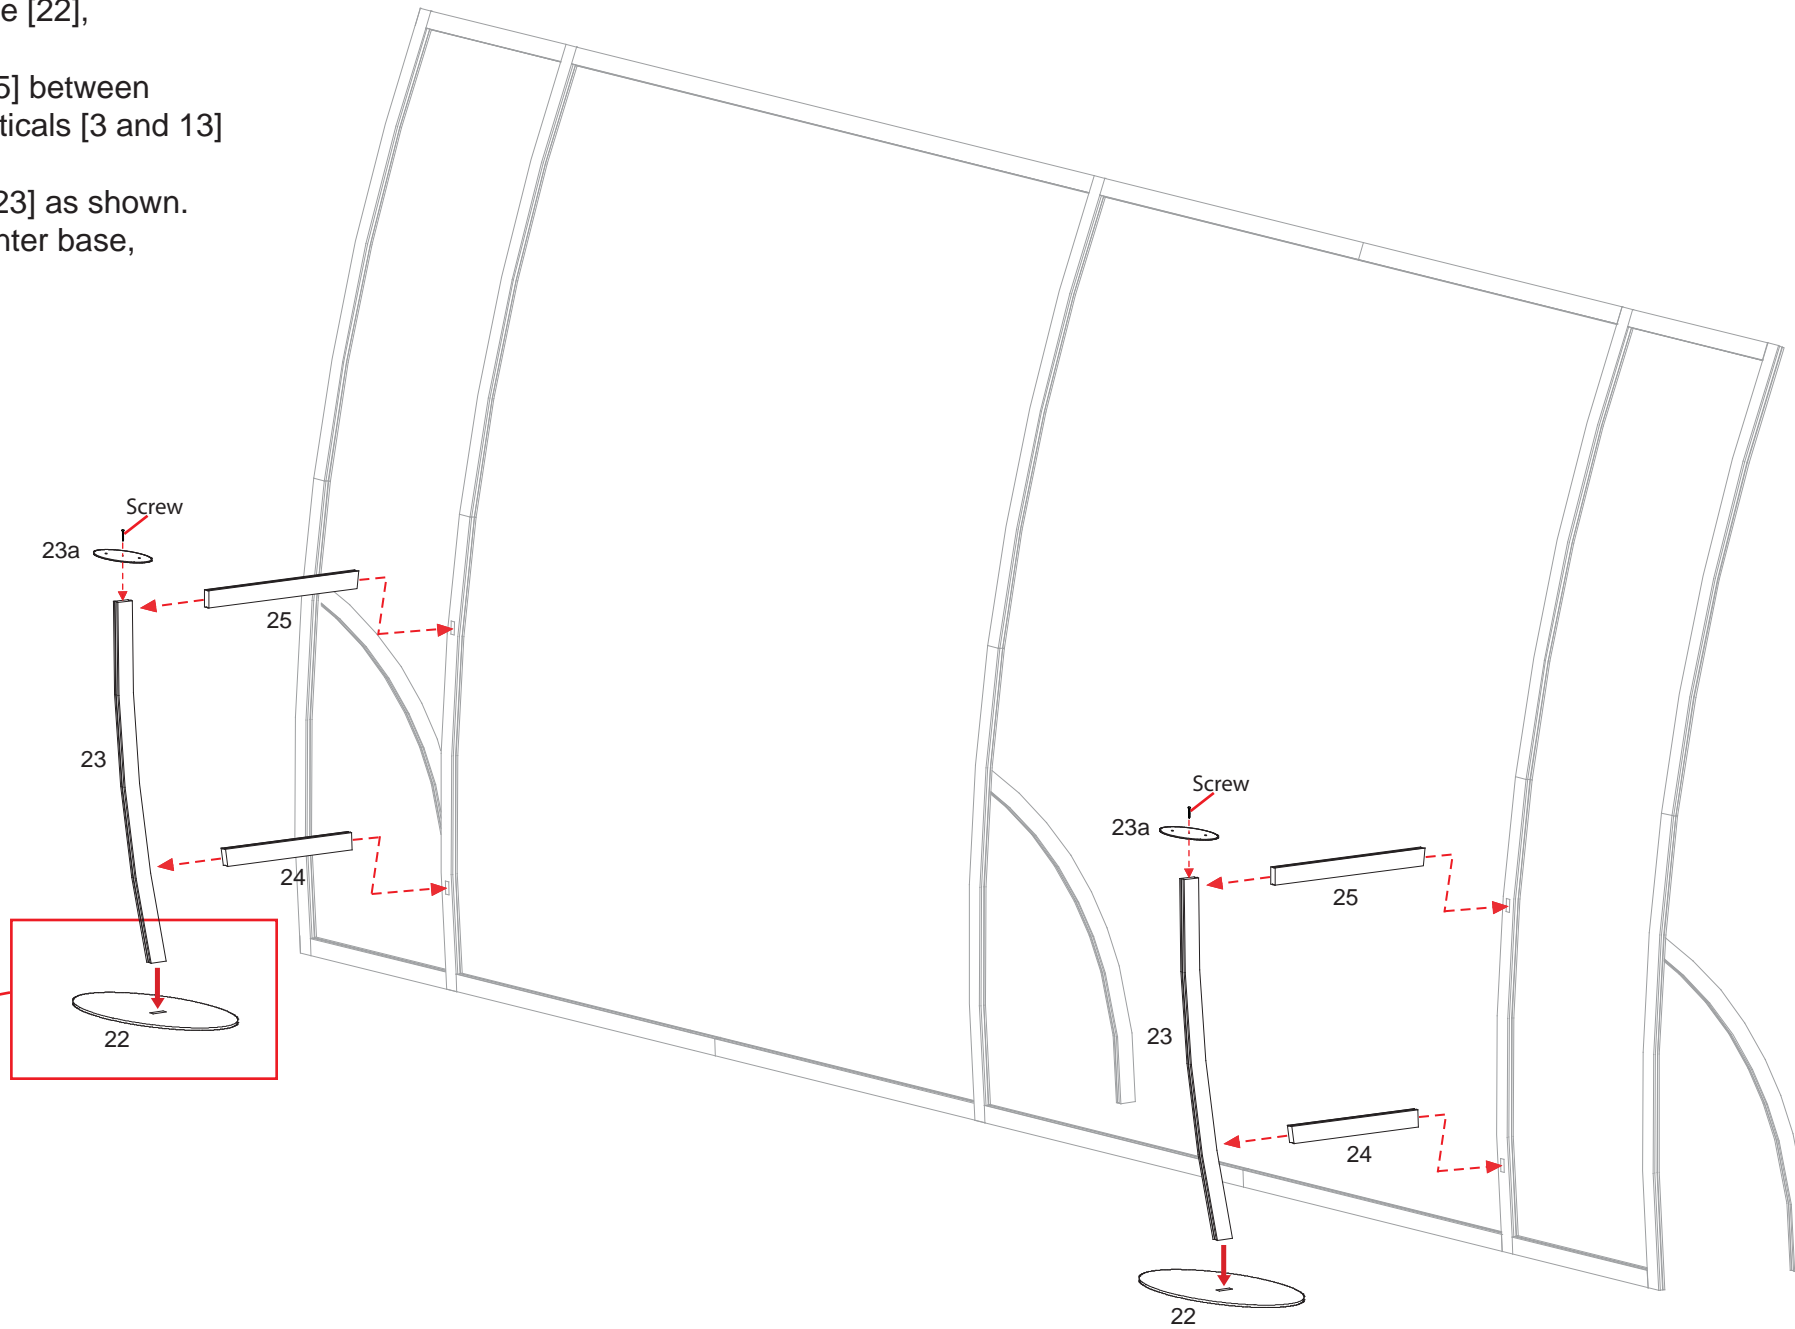 e [22],
5] between
ticals [3 and 13]
23] as shown.
nter base,
Screw
23a
25
23
24
22
Screw
23a
25
23
24
22